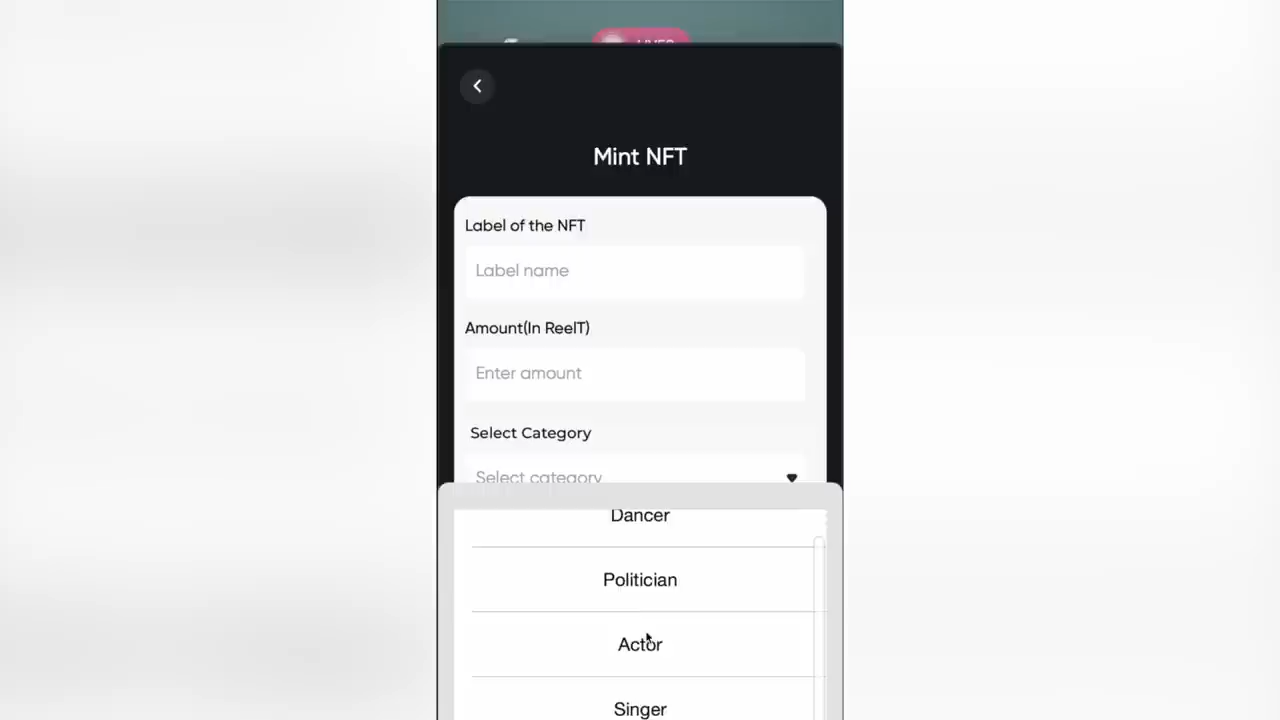 Mint NFT
Label of the NFT
Label name
Amount(In ReelT)
Enter amount
Select Category
Select category
Dancer
Politician
Actor
Singer